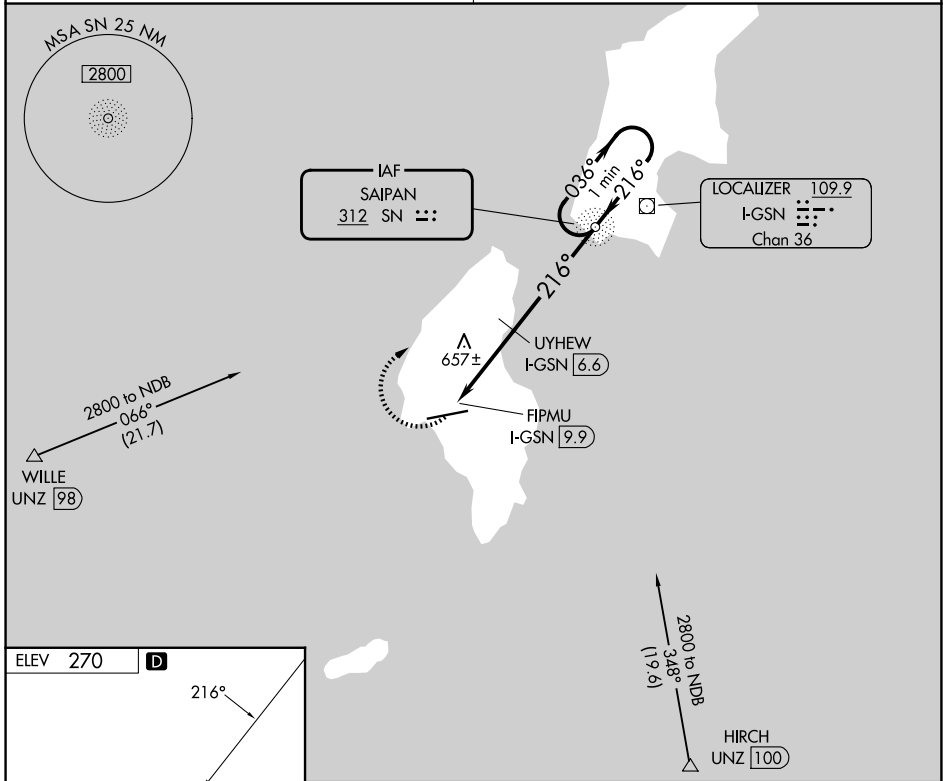 MSA SN 25 NM
2800
IAF
SAIPAN
312 SN
036°
1 min
216°
LOCALIZER 109.9
I-GSN
Chan 36
216°
657±
UYHEW
I-GSN 6.6
FIPMU
I-GSN 9.9
2800 to NDB
066°
(21.7)
WILLE
UNZ 98
2800 to NDB
348°
(19.6)
HIRCH
UNZ 100
ELEV 270 D
216°